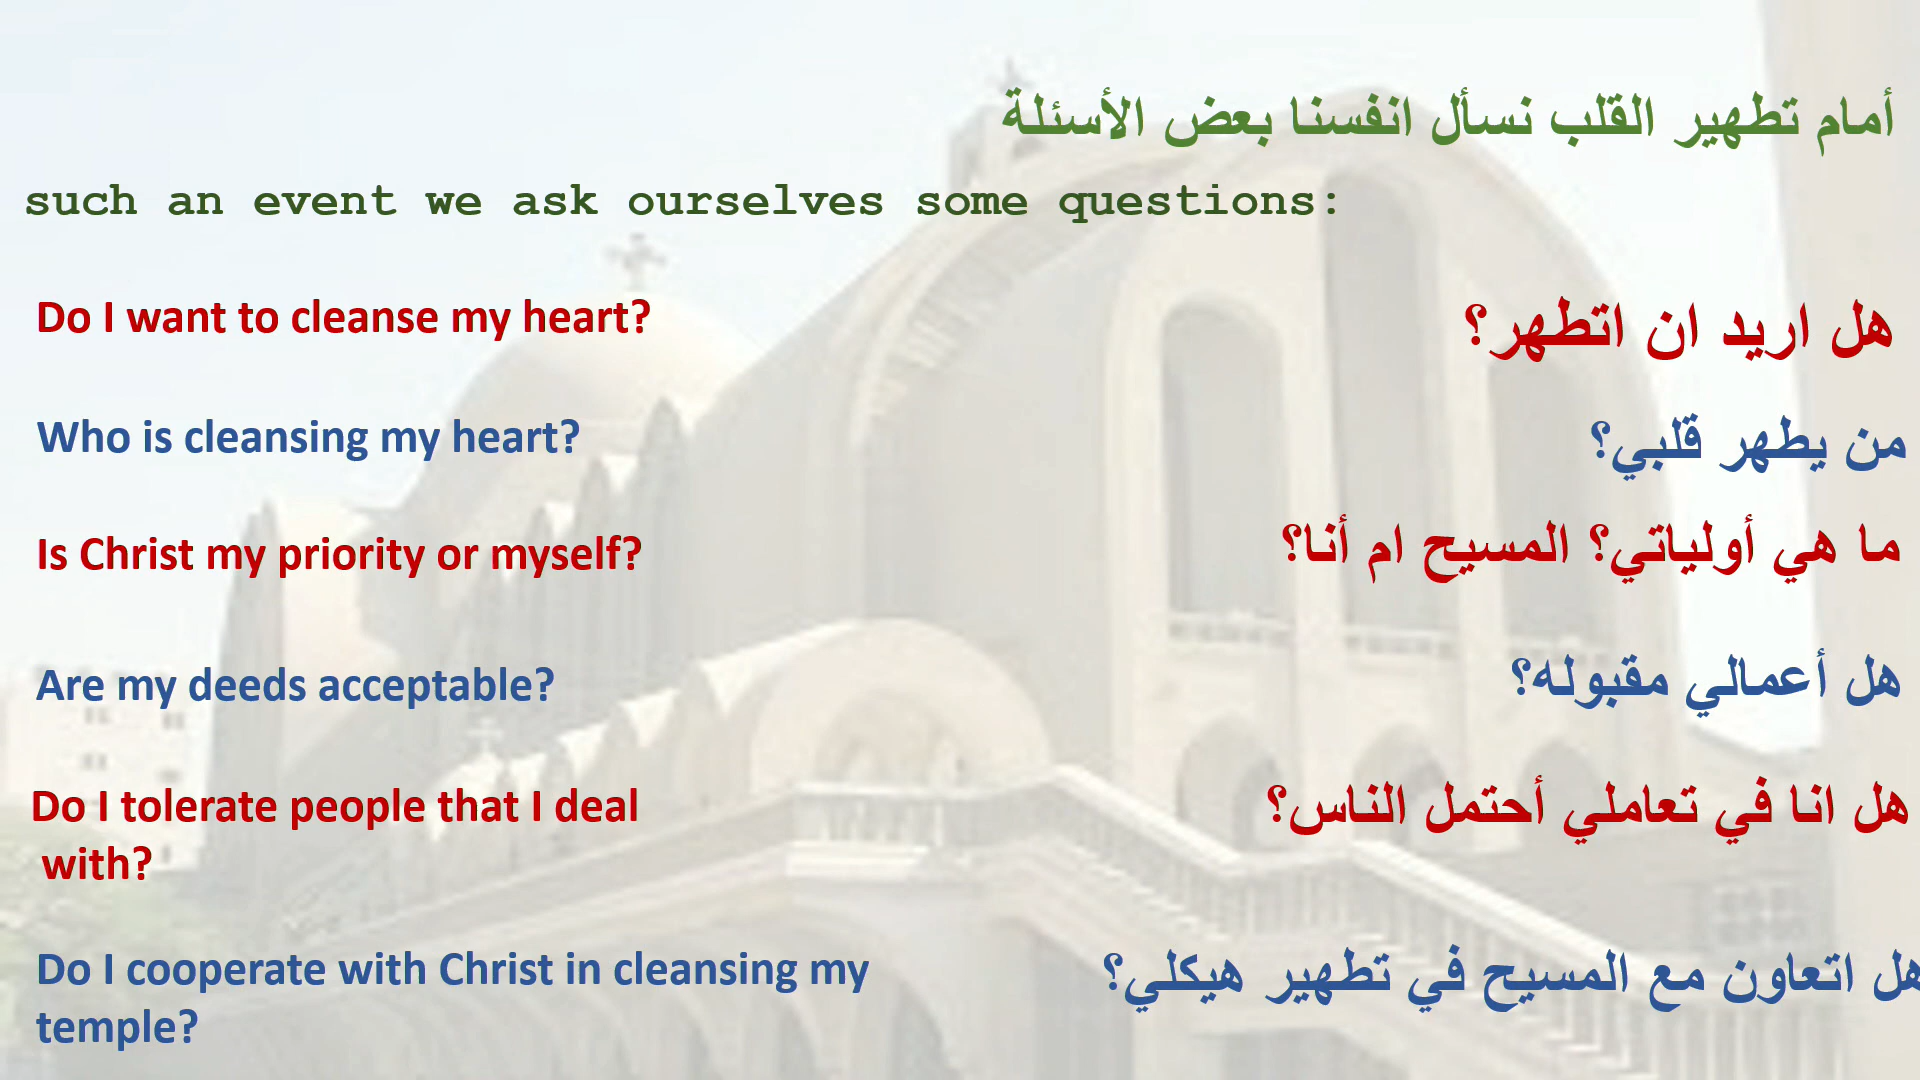 أمام تطهير القلب نسأل انفسنا بعض الأسئلة
such an event we ask ourselves some questions:
Do I want to cleanse my heart?
هل اريد ان اتطهر؟
Who is cleansing my heart?
من يطهر قلبي؟
Is Christ my priority or myself?
ما هي أولياتي؟ المسيح ام أنا؟
Are my deeds acceptable?
هل أعمالي مقبوله؟
Do I tolerate people that I deal
with?
هل انا في تعاملي أحتمل الناس؟
Do I cooperate with Christ in cleansing my
temple?
هل اتعاون مع المسيح في تطهير هيكلي؟